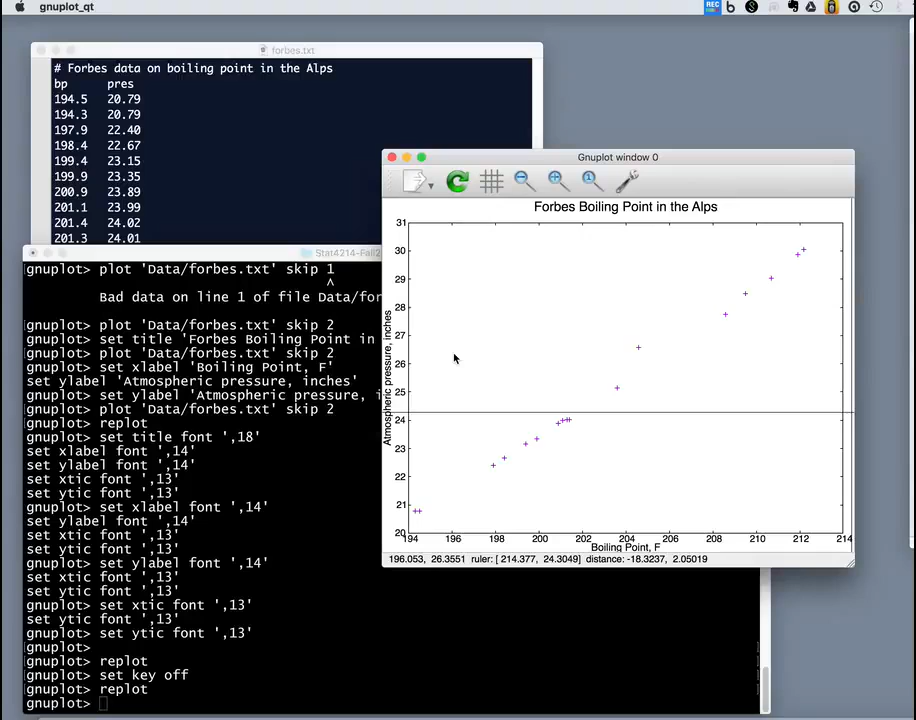 gnuplot_qt
REC
forbes.txt
# Forbes data on boiling point in the Alps
bp pres
194.5 20.79
194.3 20.79
197.9 22.40
198.4 22.67
199.4 23.15
199.9 23.35
200.9 23.89
201.1 23.99
201.4 24.02
201.3 24.01
Stat4214-Fall2
gnuplot> plot 'Data/forbes.txt' skip 1
^
Bad data on line 1 of file Data/for
gnuplot> plot 'Data/forbes.txt' skip 2
gnuplot> set title 'Forbes Boiling Point in
gnuplot> plot 'Data/forbes.txt' skip 2
gnuplot> set xlabel 'Boiling Point, F'
set ylabel 'Atmospheric pressure, inches'
gnuplot> set ylabel 'Atmospheric pressure, i
gnuplot> plot 'Data/forbes.txt' skip 2
gnuplot> replot
gnuplot> set title font ',18'
set xlabel font ',14'
set ylabel font ',14'
set xtic font ',13'
set ytic font ',13'
gnuplot> set xlabel font ',14'
set ylabel font ',14'
set xtic font ',13'
set ytic font ',13'
gnuplot> set ylabel font ',14'
set xtic font ',13'
set ytic font ',13'
gnuplot> set xtic font ',13'
set ytic font ',13'
gnuplot> set ytic font ',13'
gnuplot>
gnuplot> replot
gnuplot> set key off
gnuplot> replot
gnuplot>
Gnuplot window 0
Forbes Boiling Point in the Alps
31
30
29
28
27
26
25
24
23
22
21
20
Atmospheric pressure, inches
194 196 198 200 202 204 206 208 210 212 214
Boiling Point, F
196.053, 26.3551 ruler: [ 214.377, 24.3049] distance: -18.3237, 2.05019